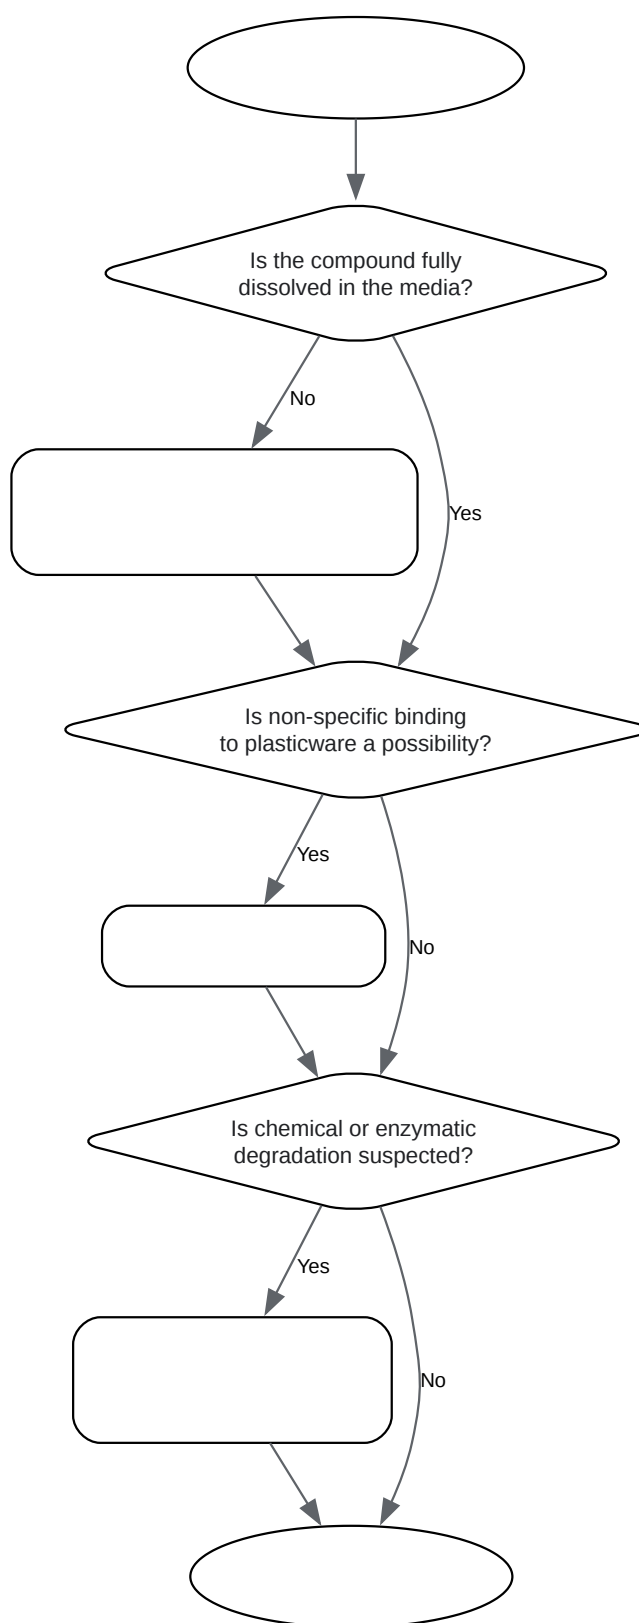 Is the compound fully
dissolved in the media?
No
Yes
Is non-specific binding
to plasticware a possibility?
Yes
No
Is chemical or enzymatic
degradation suspected?
Yes
No